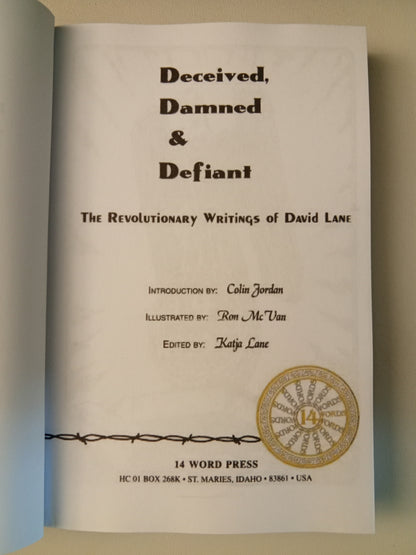 Deceived,
Damned
&
Defiant
The Revolutionary Writings of David Lane
Introduction by: Colin Jordan
Illustrated by: Ron McVan
Edited by: Katja Lane
14
WORDS
14 WORD PRESS
HC 01 BOX 268K • ST. MARIES, IDAHO • 83861 • USA